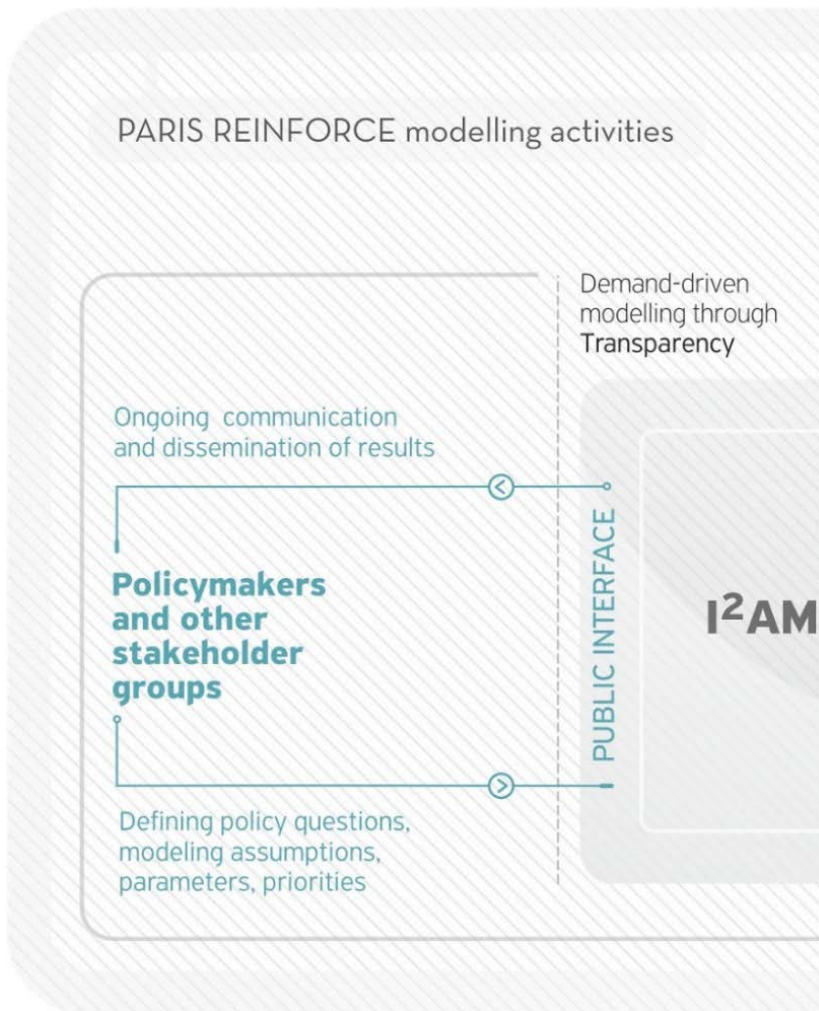 PARIS REINFORCE modelling activities
Demand-driven
modelling through
Transparency
Ongoing communication
and dissemination of results
Policymakers
and other
stakeholder
groups
PUBLIC INTERFACE
I²AM
Defining policy questions,
modeling assumptions,
parameters, priorities